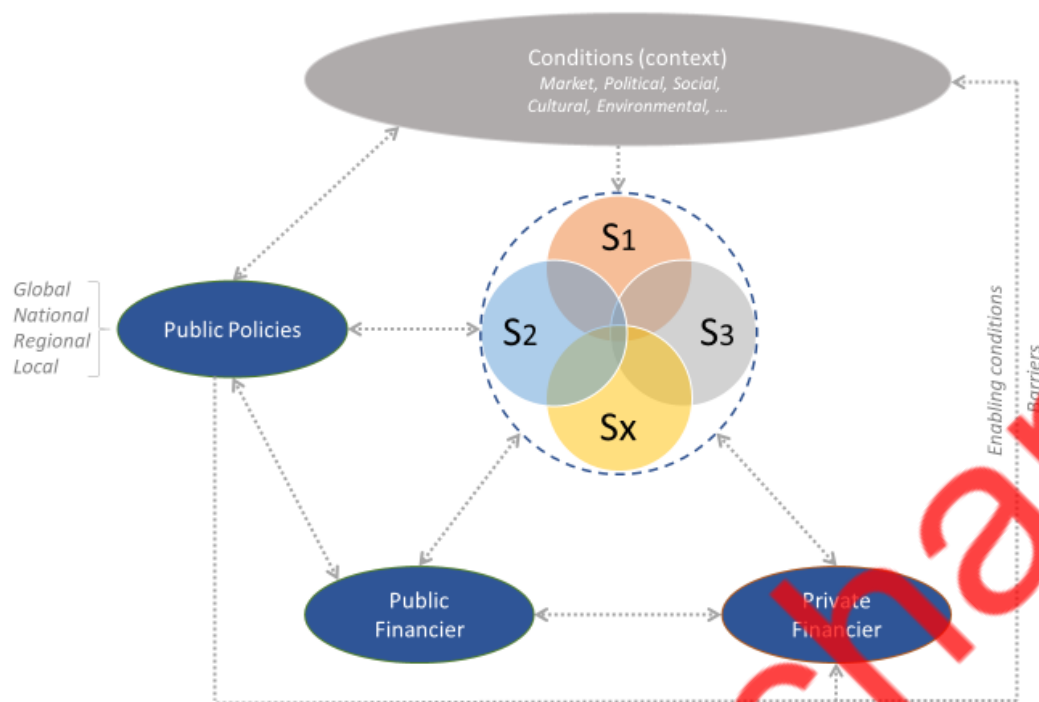 Conditions (context)
Market, Political, Social,
Cultural, Environmental, ...
S1
S2
S3
Sx
Global
National
Regional
Local
Public Policies
Enabling conditions
Barriers
Public
Financier
Private
Financier